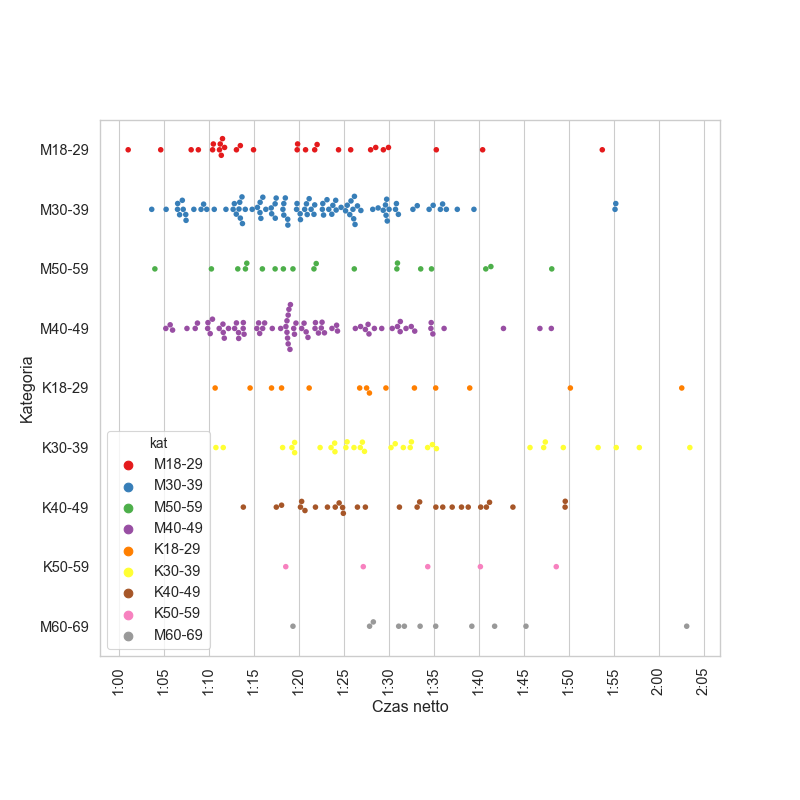 M18-29
M30-39
M50-59
M40-49
K18-29
K30-39
K40-49
K50-59
M60-69
Kategoria
kat
M18-29
M30-39
M50-59
M40-49
K18-29
K30-39
K40-49
K50-59
M60-69
1:00
1:05
1:10
1:15
1:20
1:25
1:30
1:35
1:40
1:45
1:50
1:55
2:00
2:05
Czas netto